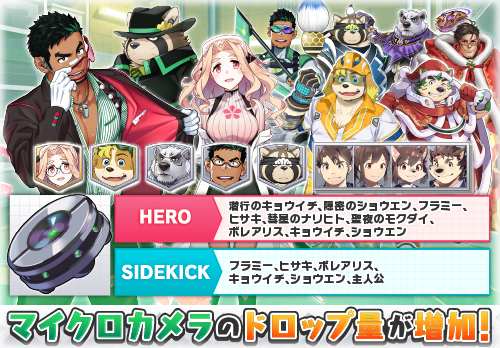 HERO
潜行のキョウイチ、隠密のショウエン、フラミー、
ヒサキ、彗星のナリヒト、聖夜のモクダイ、
ポレアリス、キョウイチ、ショウエン
SIDEKICK
フラミー、ヒサキ、ポレアリス、
キョウイチ、ショウエン、主人公
マイクロカメラのドロップ量が増加!